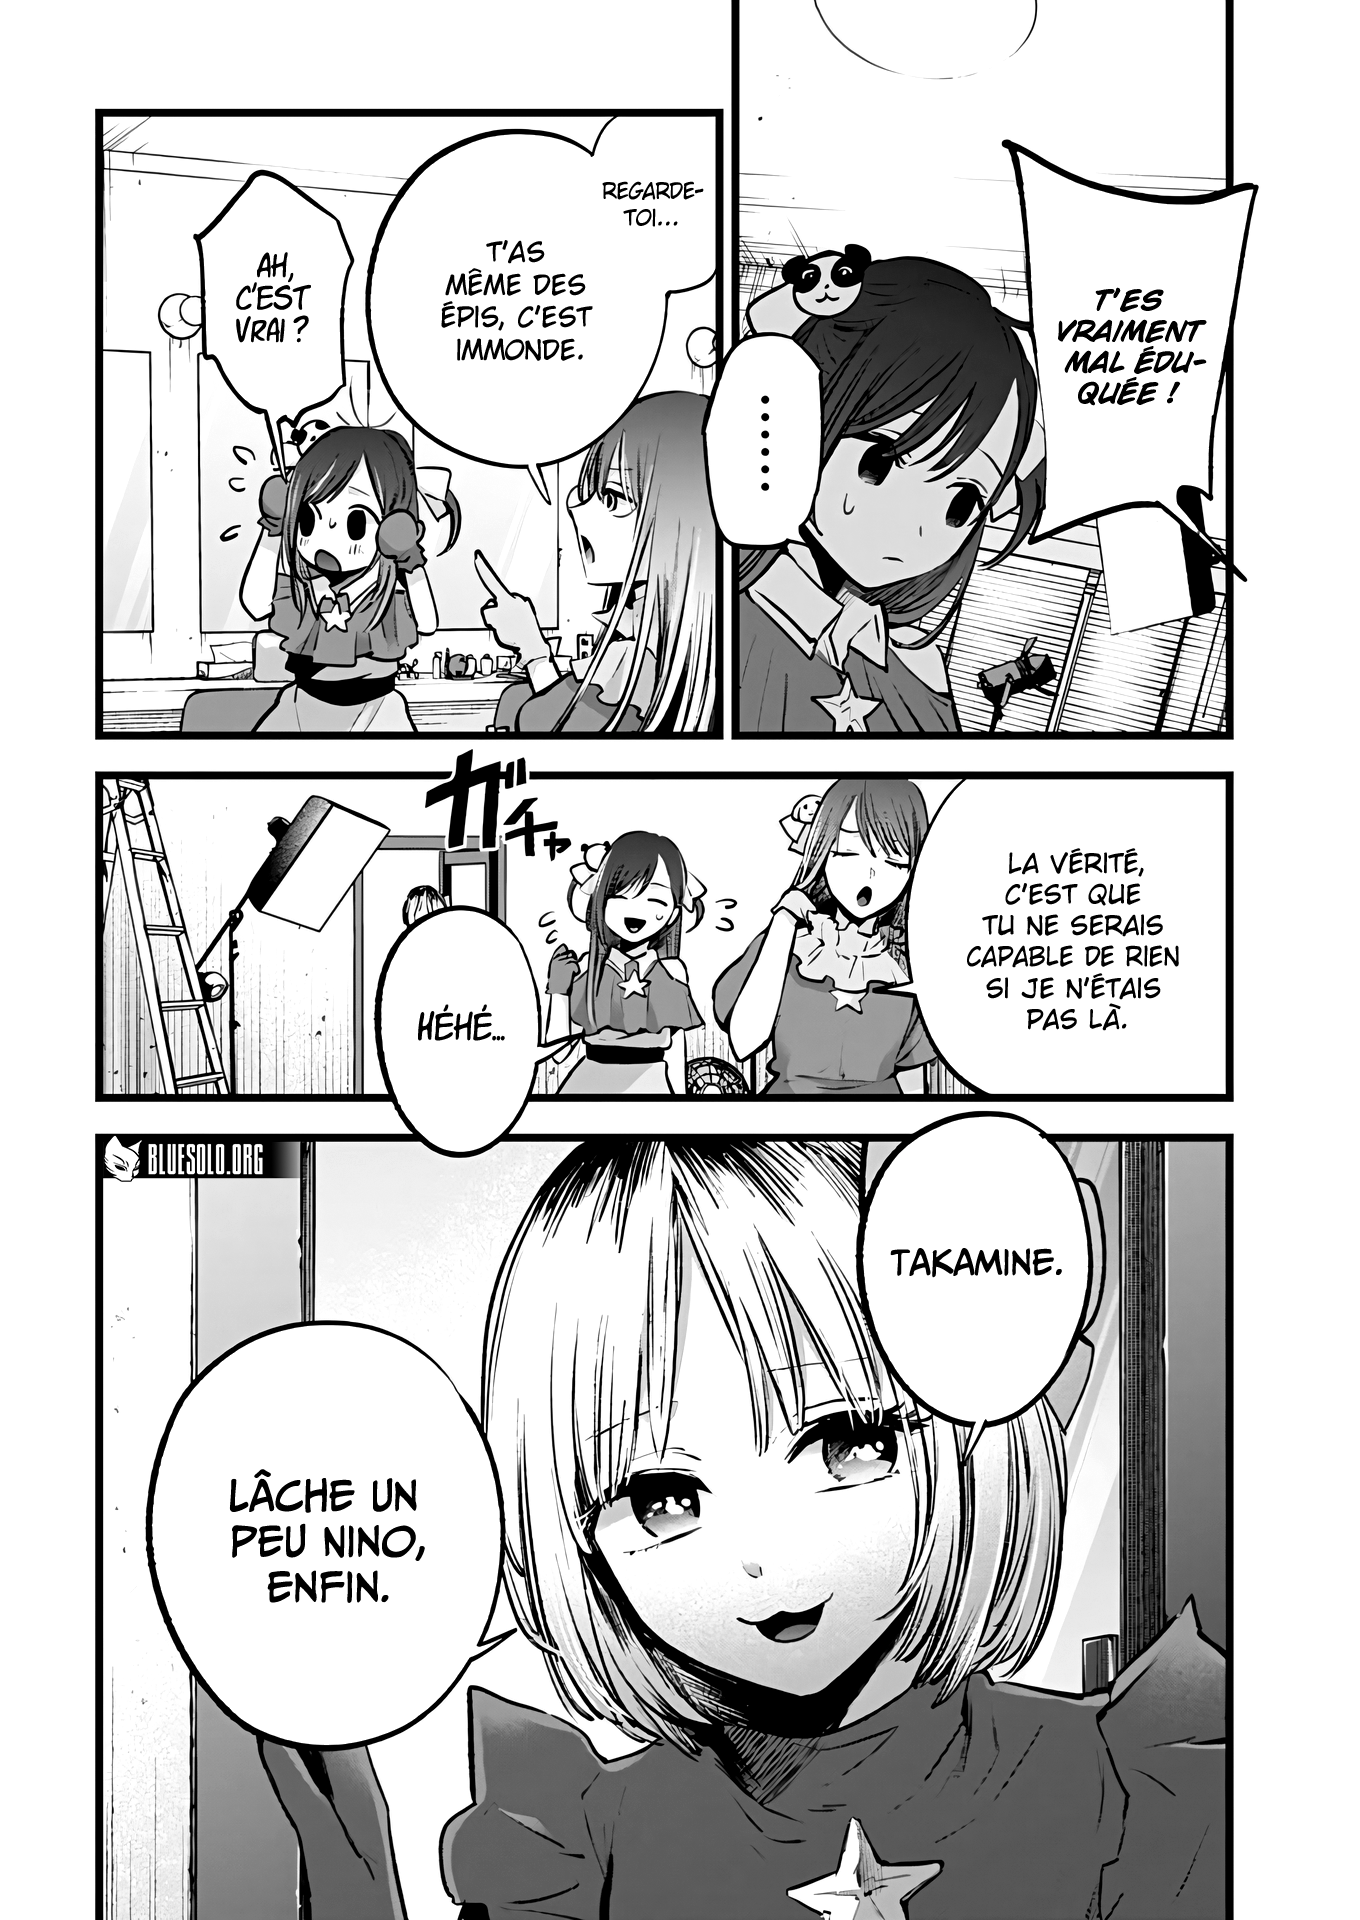 T'ES
VRAIMENT
MAL ÉDU-
QUÉE !
........
REGARDE-
TOI...
T'AS
MÊME DES
ÉPIS, C'EST
IMMONDE.
AH,
C'EST
VRAI ?
LA VÉRITÉ,
C'EST QUE
TU NE SERAIS
CAPABLE DE RIEN
SI JE N'ÉTAIS
PAS LÀ.
ガチャ
HÉHÉ...
BLUESOLO.ORG
TAKAMINE.
LÂCHE UN
PEU NINO,
ENFIN.